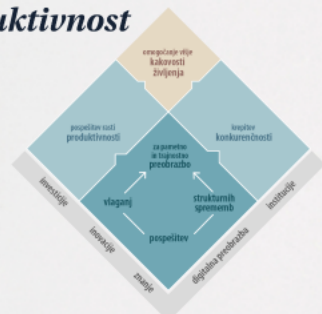 uktivnost
omogočanje višje
kakovosti
življenja
pospešitev rasti
produktivnosti
krepitev
konkurenčnosti
za pametno
in trajnostno
preobrazbo
vlaganj
strukturnih
sprememb
pospešitev
investicije
inovacije
znanje
digitalna preobrazba
institucije